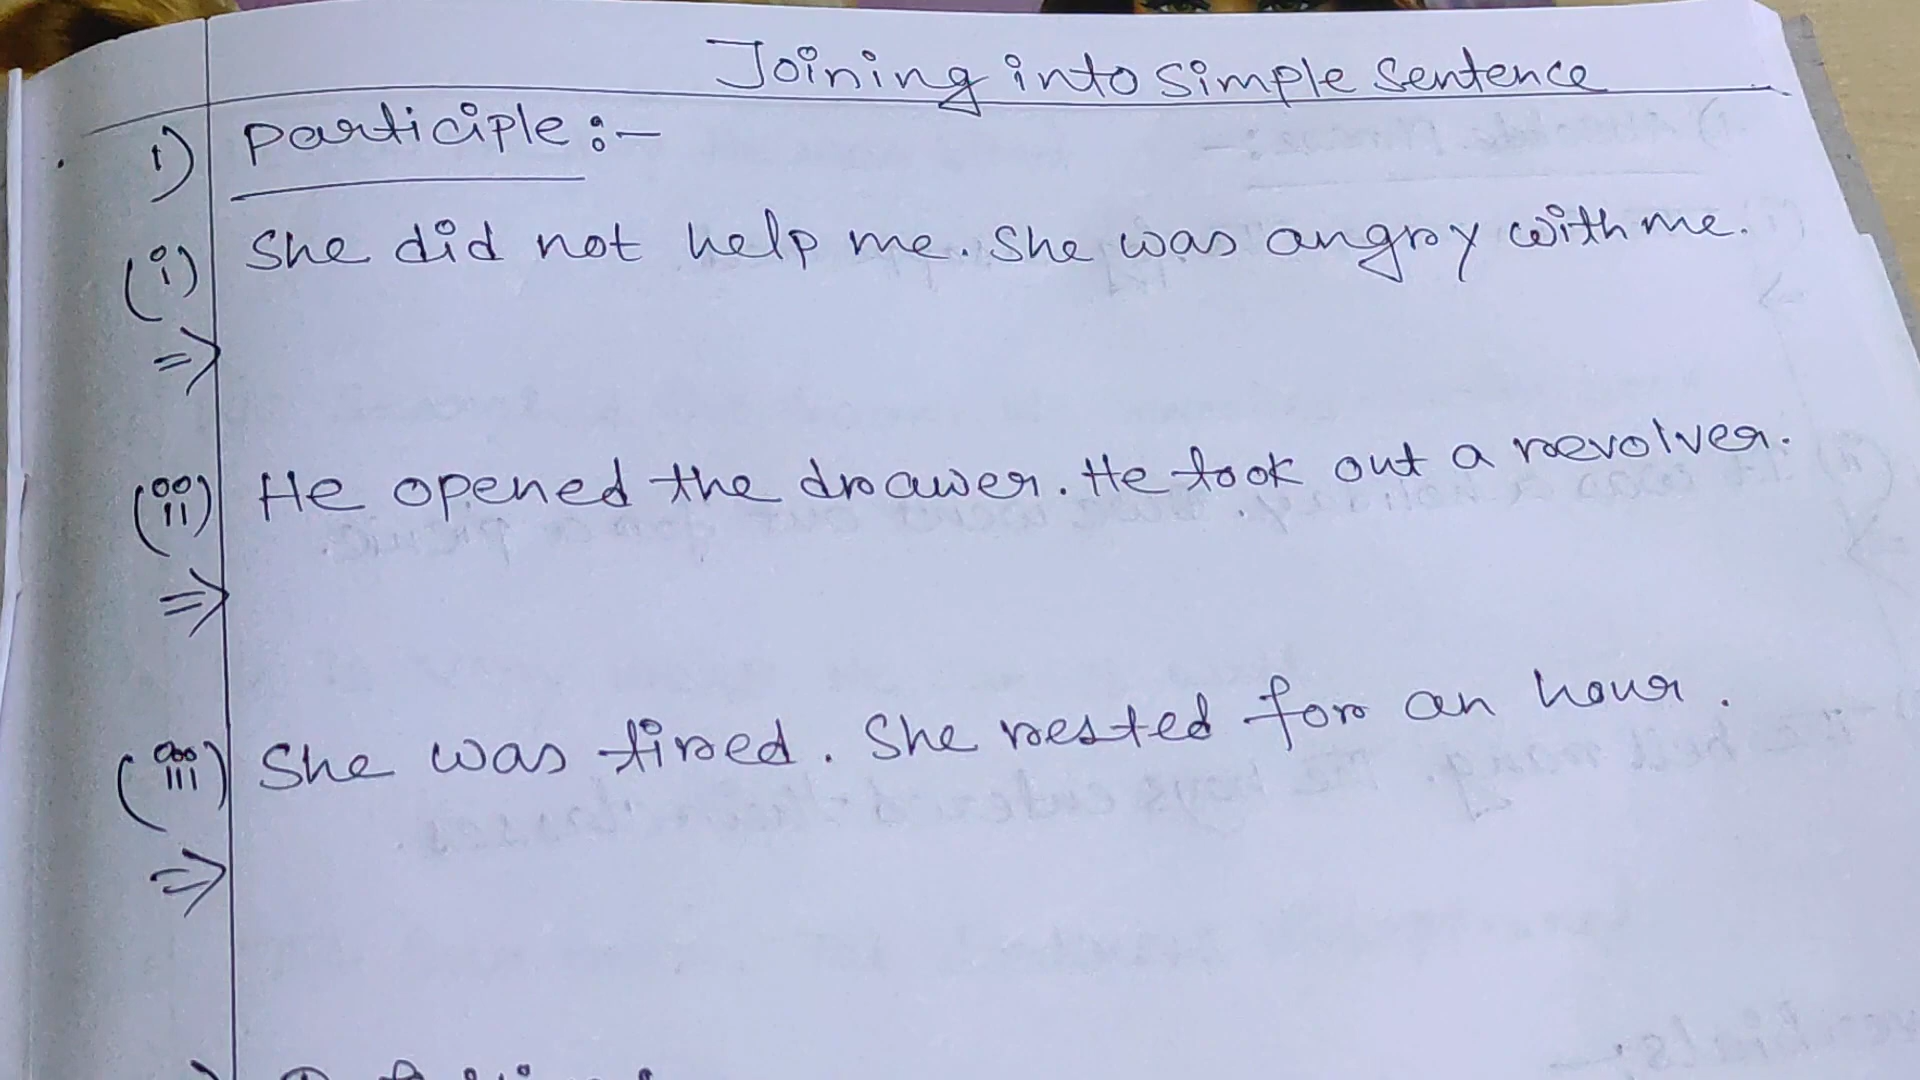 Joining into Simple Sentence
1) Participle :-
(i) She did not help me. She was angry with me.
=>
(ii) He opened the drawer. He took out a revolver.
=>
(iii) She was tired. She rested for an hour.
=>